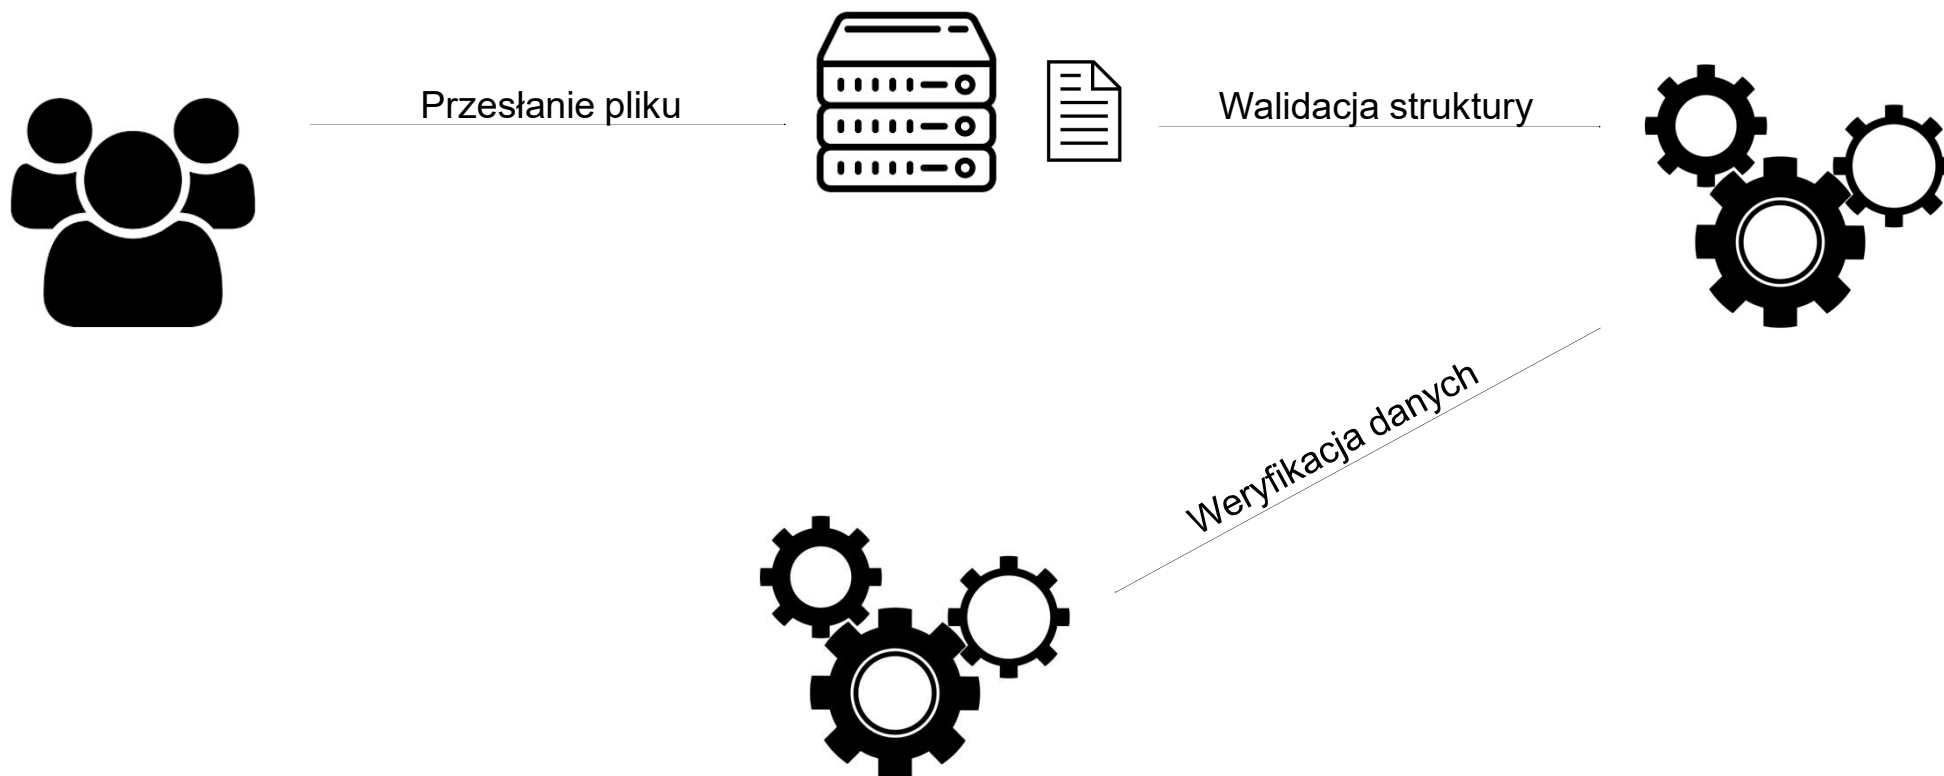 Przesłanie pliku
Walidacja struktury
Weryfikacja danych